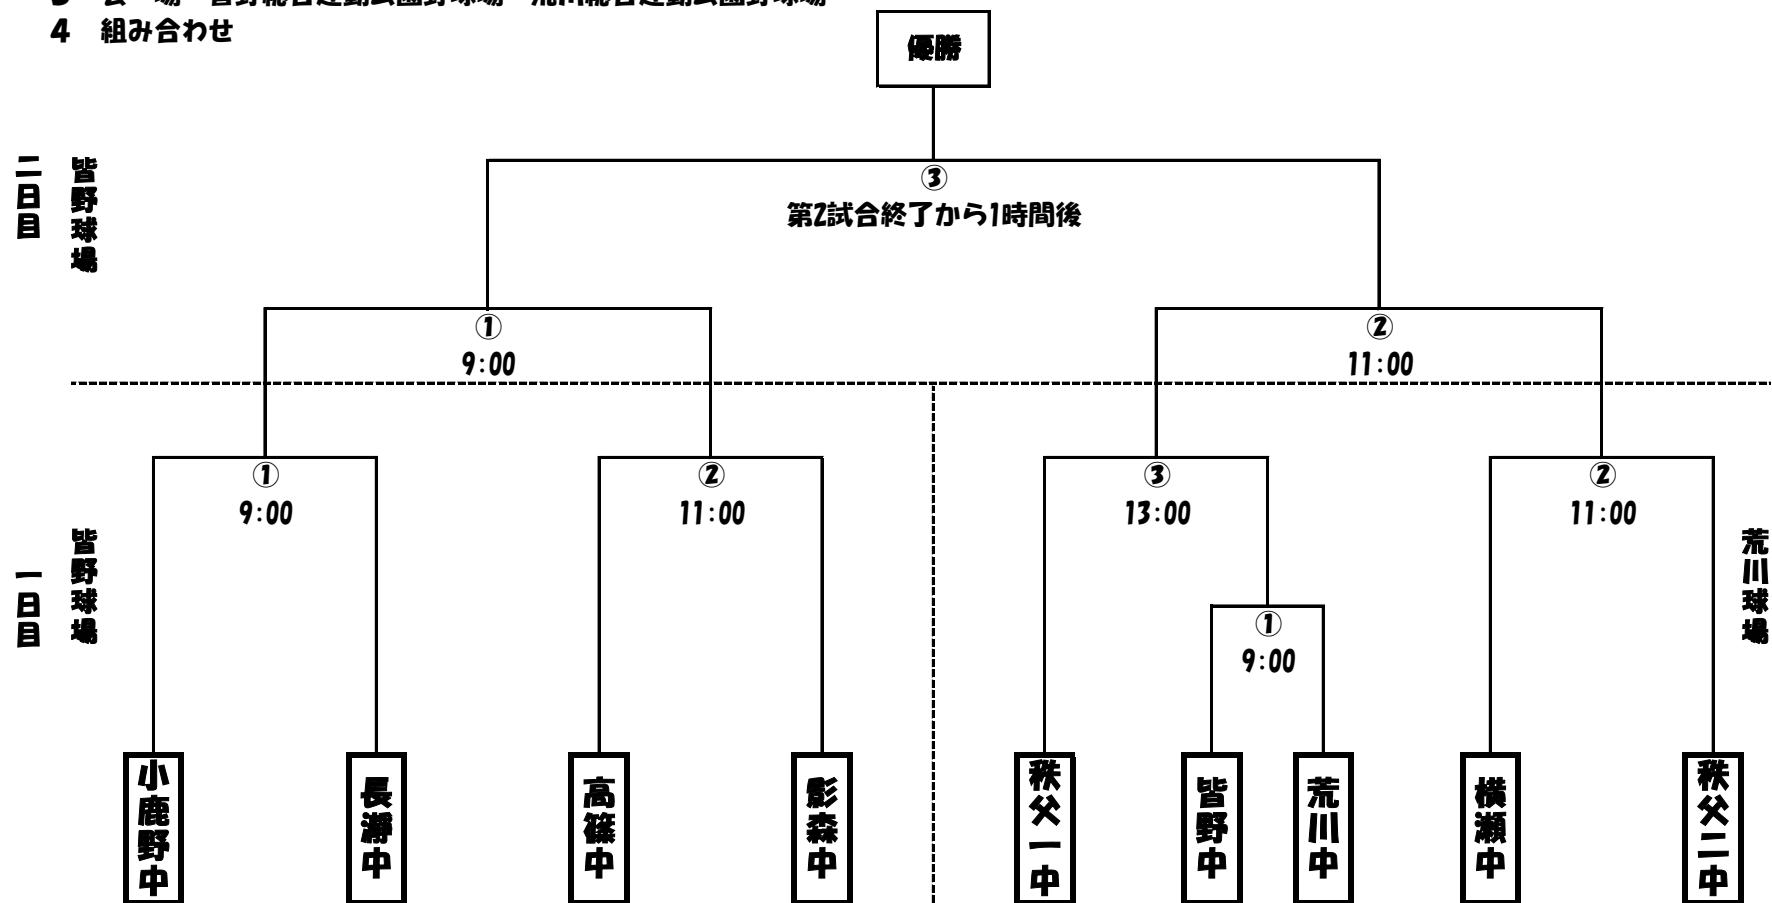 4 組み合わせ
優勝
二日目
皆野球場
③
第2試合終了から1時間後
①
9:00
②
11:00
一日目
皆野球場
①
9:00
②
11:00
③
13:00
②
11:00
荒川球場
①
9:00
小鹿野中
長瀞中
高篠中
影森中
秩父一中
皆野中
荒川中
横瀬中
秩父二中